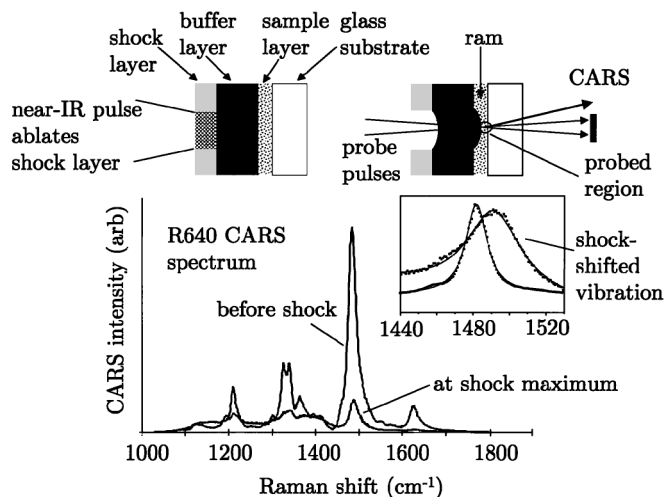 shock
layer
buffer
layer
sample
layer
glass
substrate
near-IR pulse
ablates
shock layer
ram
CARS
probe
pulses
probed
region
CARS intensity (arb)
R640 CARS
spectrum
before shock
at shock maximum
shock-
shifted
vibration
1440 1480 1520
1000 1200 1400 1600 1800
Raman shift (cm⁻¹)